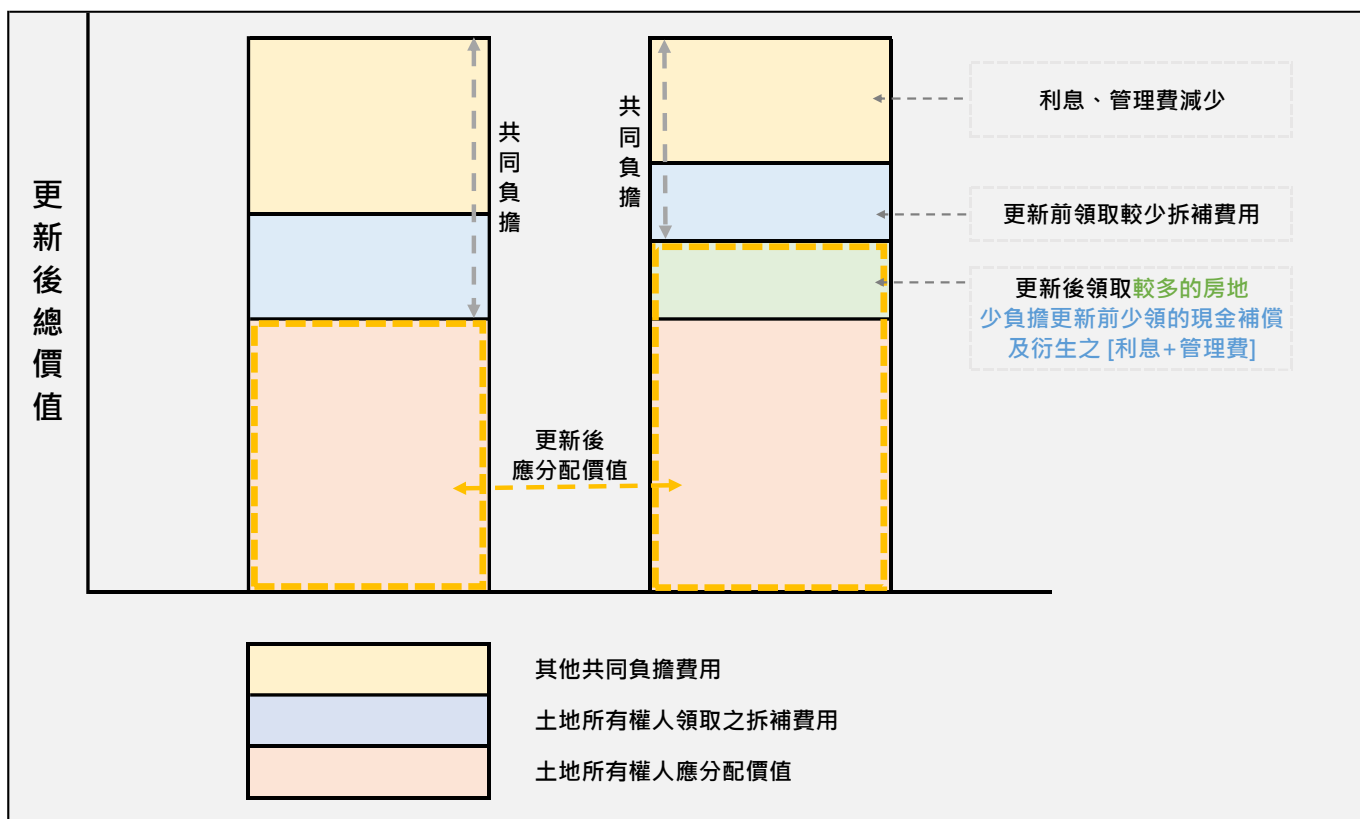 更新後總價值
共同負擔
共同負擔
利息、管理費減少
更新前領取較少拆補費用
更新後領取較多的房地
少負擔更新前少領的現金補償
及衍生之 [利息+管理費]
更新後
應分配價值
其他共同負擔費用
土地所有權人領取之拆補費用
土地所有權人應分配價值